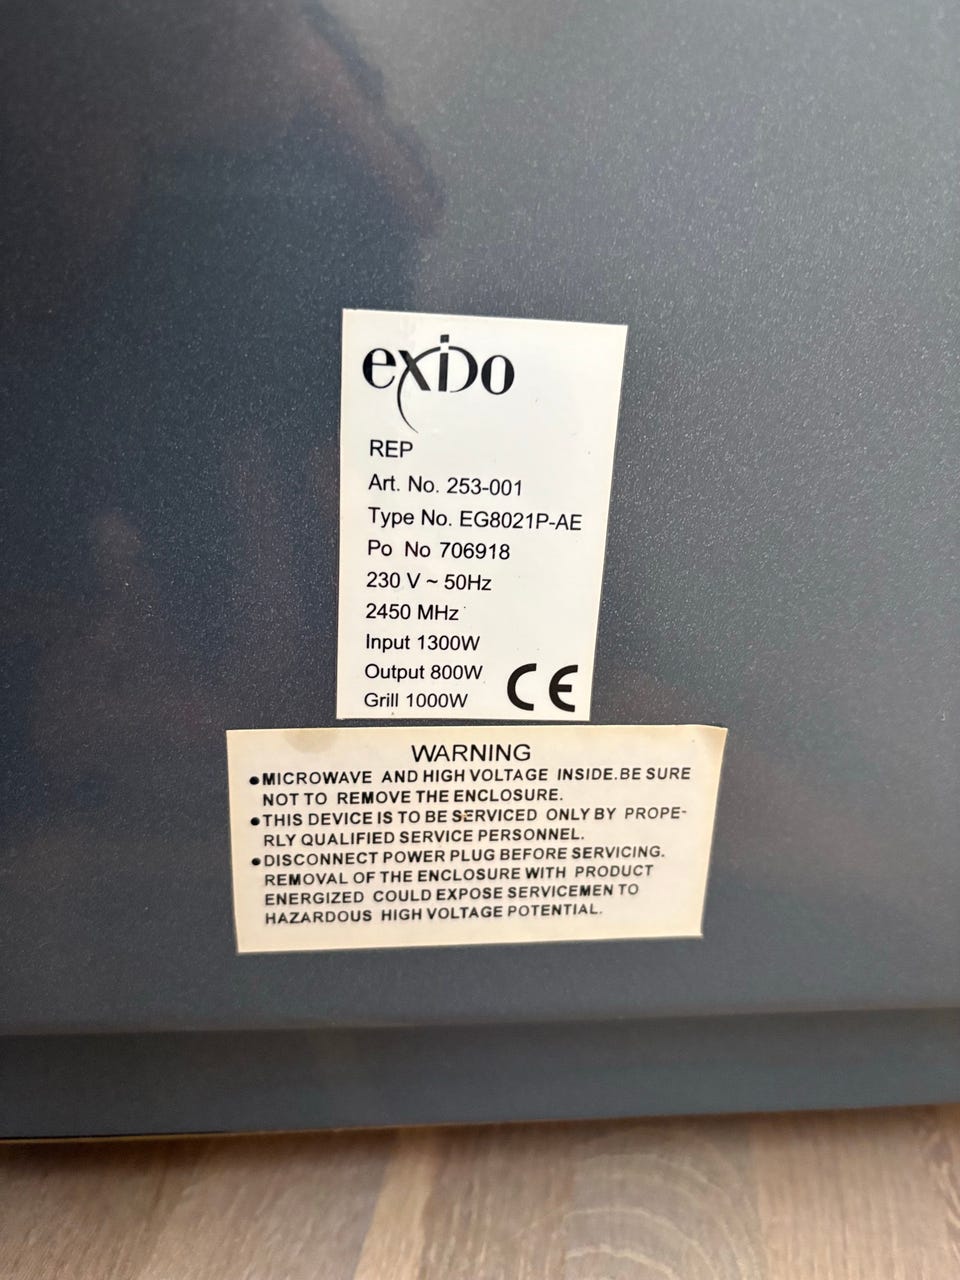 exido
REP
Art. No. 253-001
Type No. EG8021P-AE
Po No 706918
230 V ~ 50Hz
2450 MHz
Input 1300W
Output 800W
Grill 1000W
CE
WARNING
●MICROWAVE AND HIGH VOLTAGE INSIDE.BE SURE
NOT TO REMOVE THE ENCLOSURE.
●THIS DEVICE IS TO BE SERVICED ONLY BY PROPE-
RLY QUALIFIED SERVICE PERSONNEL.
●DISCONNECT POWER PLUG BEFORE SERVICING.
REMOVAL OF THE ENCLOSURE WITH PRODUCT
ENERGIZED COULD EXPOSE SERVICEMEN TO
HAZARDOUS HIGH VOLTAGE POTENTIAL.